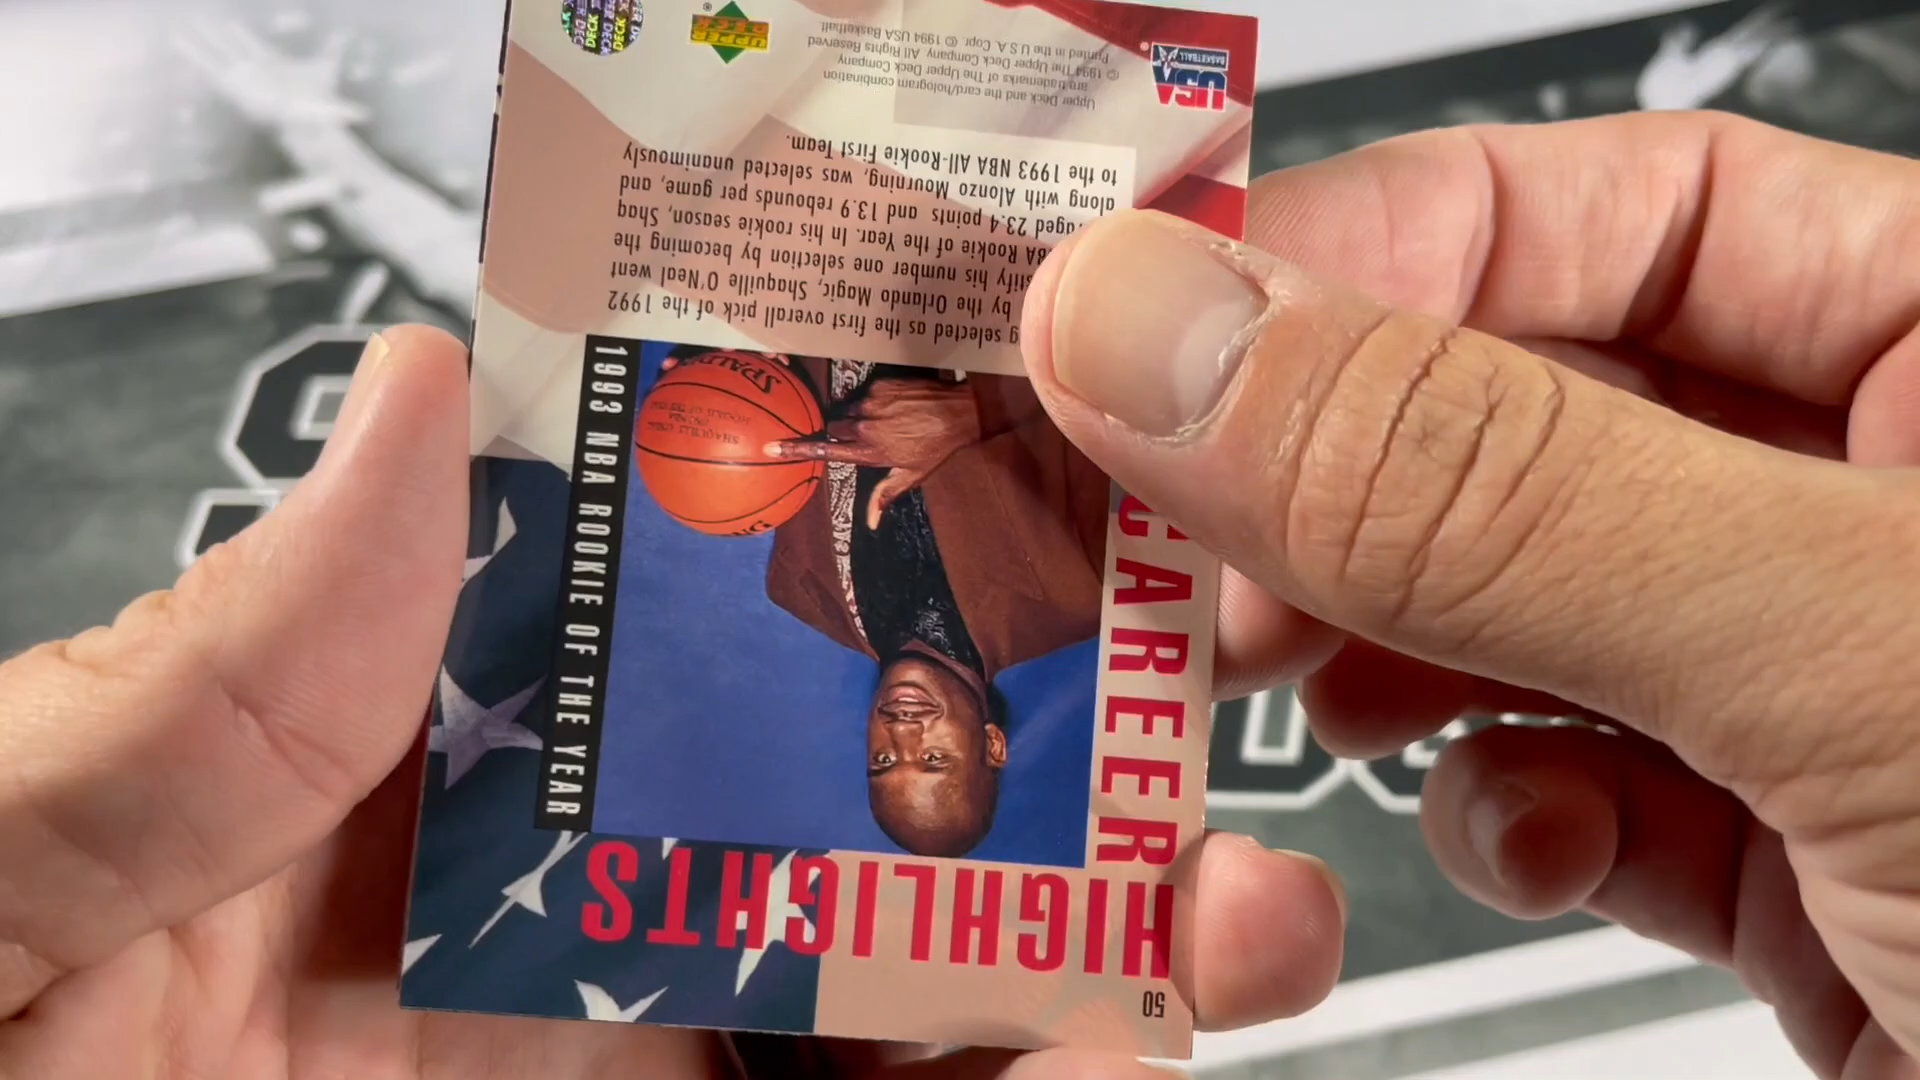 50
HIGHLIGHTS
CAREER
1993 NBA ROOKIE OF THE YEAR
SPALDING
selected as the first overall pick of the 1992
by the Orlando Magic, Shaquille O'Neal went
his number one selection by becoming the
Rookie of the Year. In his rookie season, Shaq
23.4 points and 13.9 rebounds per game, and
along with Alonzo Mourning, was selected unanimously
to the 1993 NBA All-Rookie First Team.
Upper Deck and the card/hologram combination
are trademarks of The Upper Deck Company
© 1994 The Upper Deck Company. All Rights Reserved
Printed in the U.S.A. Copr. © 1994 USA Basketball.
USA
BASKETBALL
UPPER
DECK